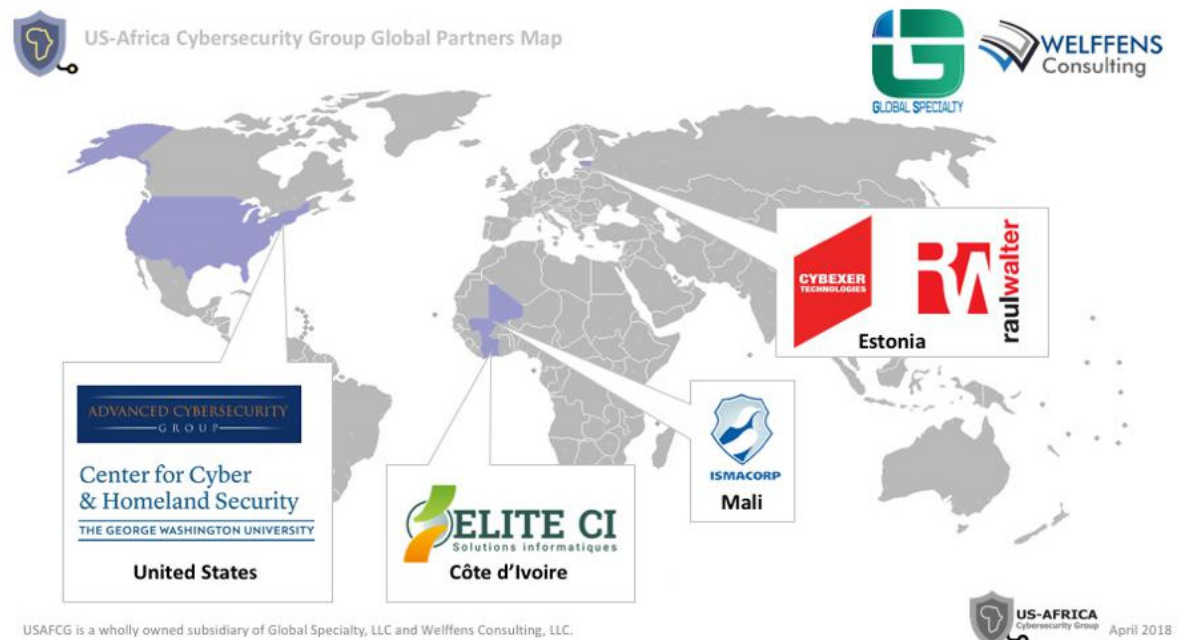 US-Africa Cybersecurity Group Global Partners Map
GLOBAL SPECIALTY
WELFFENS
Consulting
CYBEXER
TECHNOLOGIES
RW
raulwalter
Estonia
ADVANCED CYBERSECURITY
GROUP
Center for Cyber
& Homeland Security
THE GEORGE WASHINGTON UNIVERSITY
United States
ELITE CI
Solutions informatiques
Côte d'Ivoire
ISMACORP
Mali
USAFCG is a wholly owned subsidiary of Global Specialty, LLC and Welffens Consulting, LLC.
US-AFRICA
Cybersecurity Group
April 2018